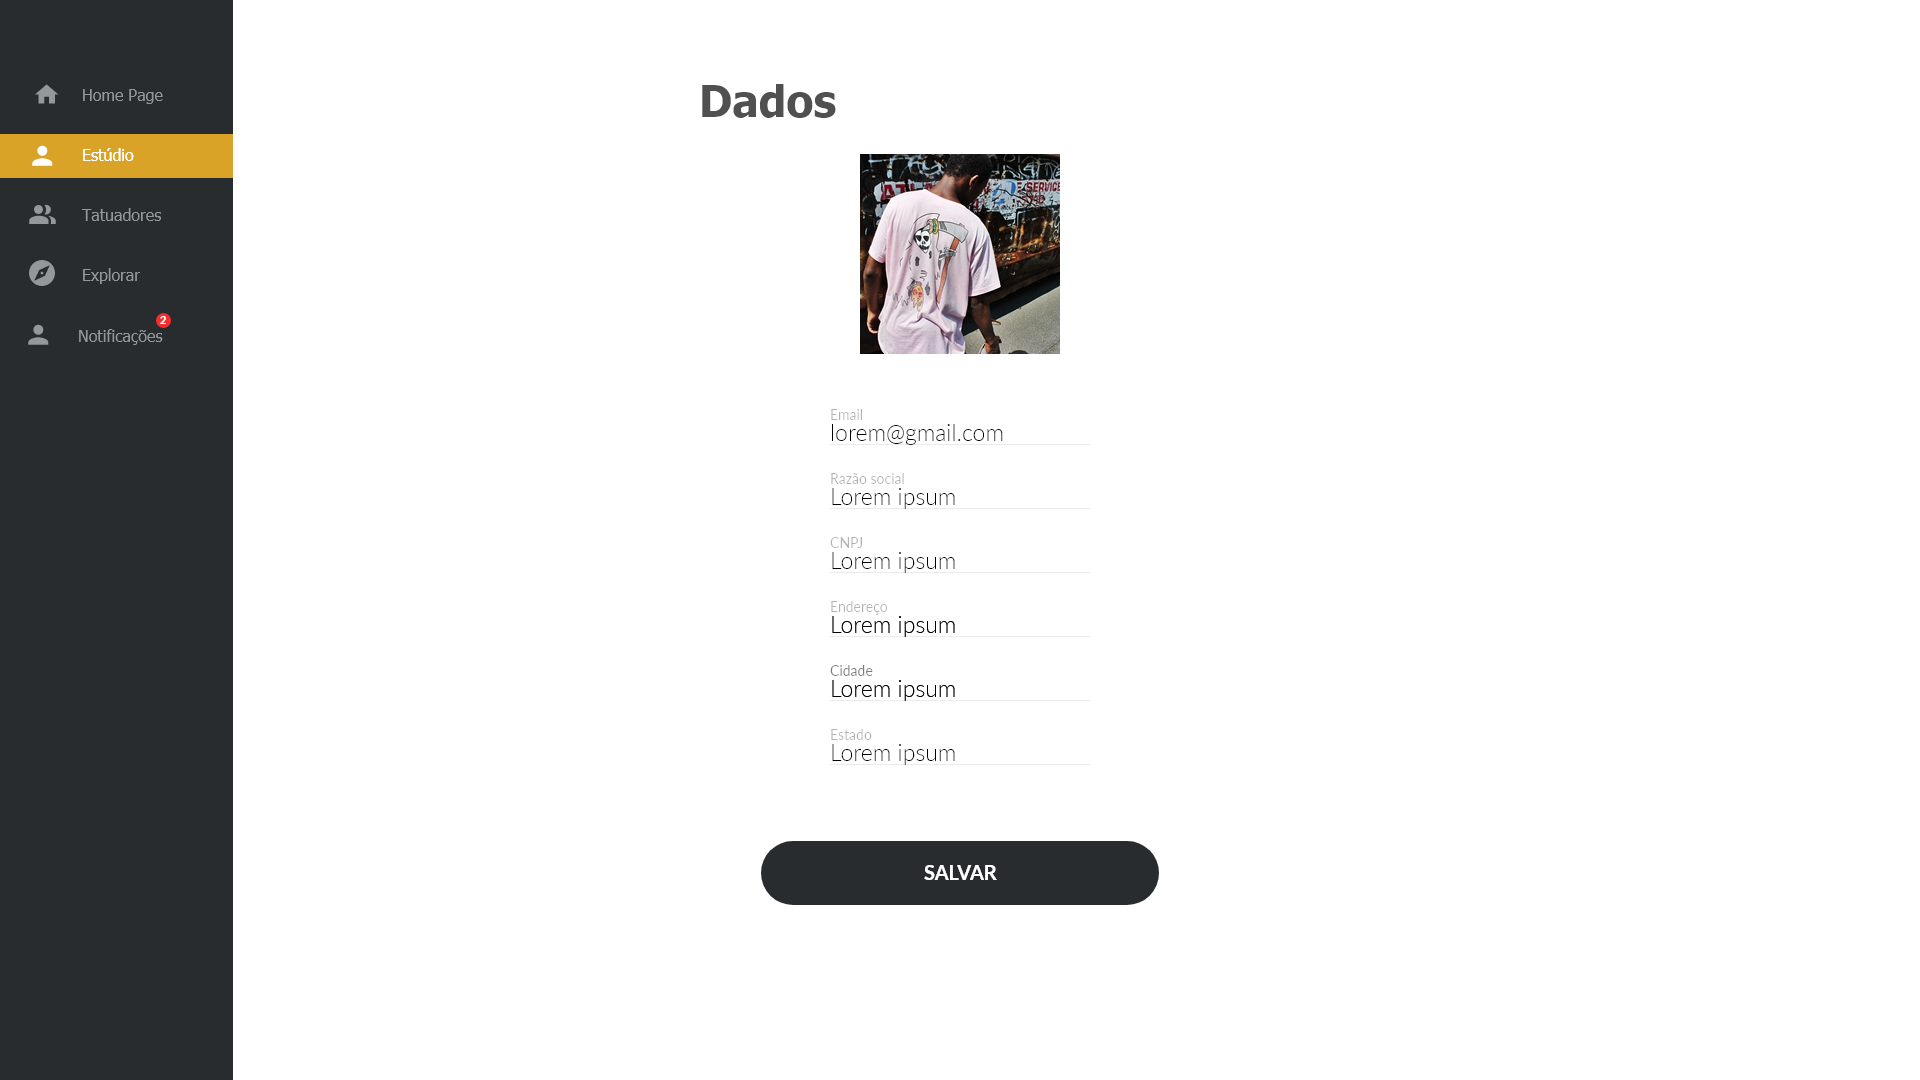 Home Page
Estúdio
Tatuadores
Explorar
Notificações 2
Dados
SERVICE
Email
lorem@gmail.com
Razão social
Lorem ipsum
CNPJ
Lorem ipsum
Endereço
Lorem ipsum
Cidade
Lorem ipsum
Estado
Lorem ipsum
SALVAR